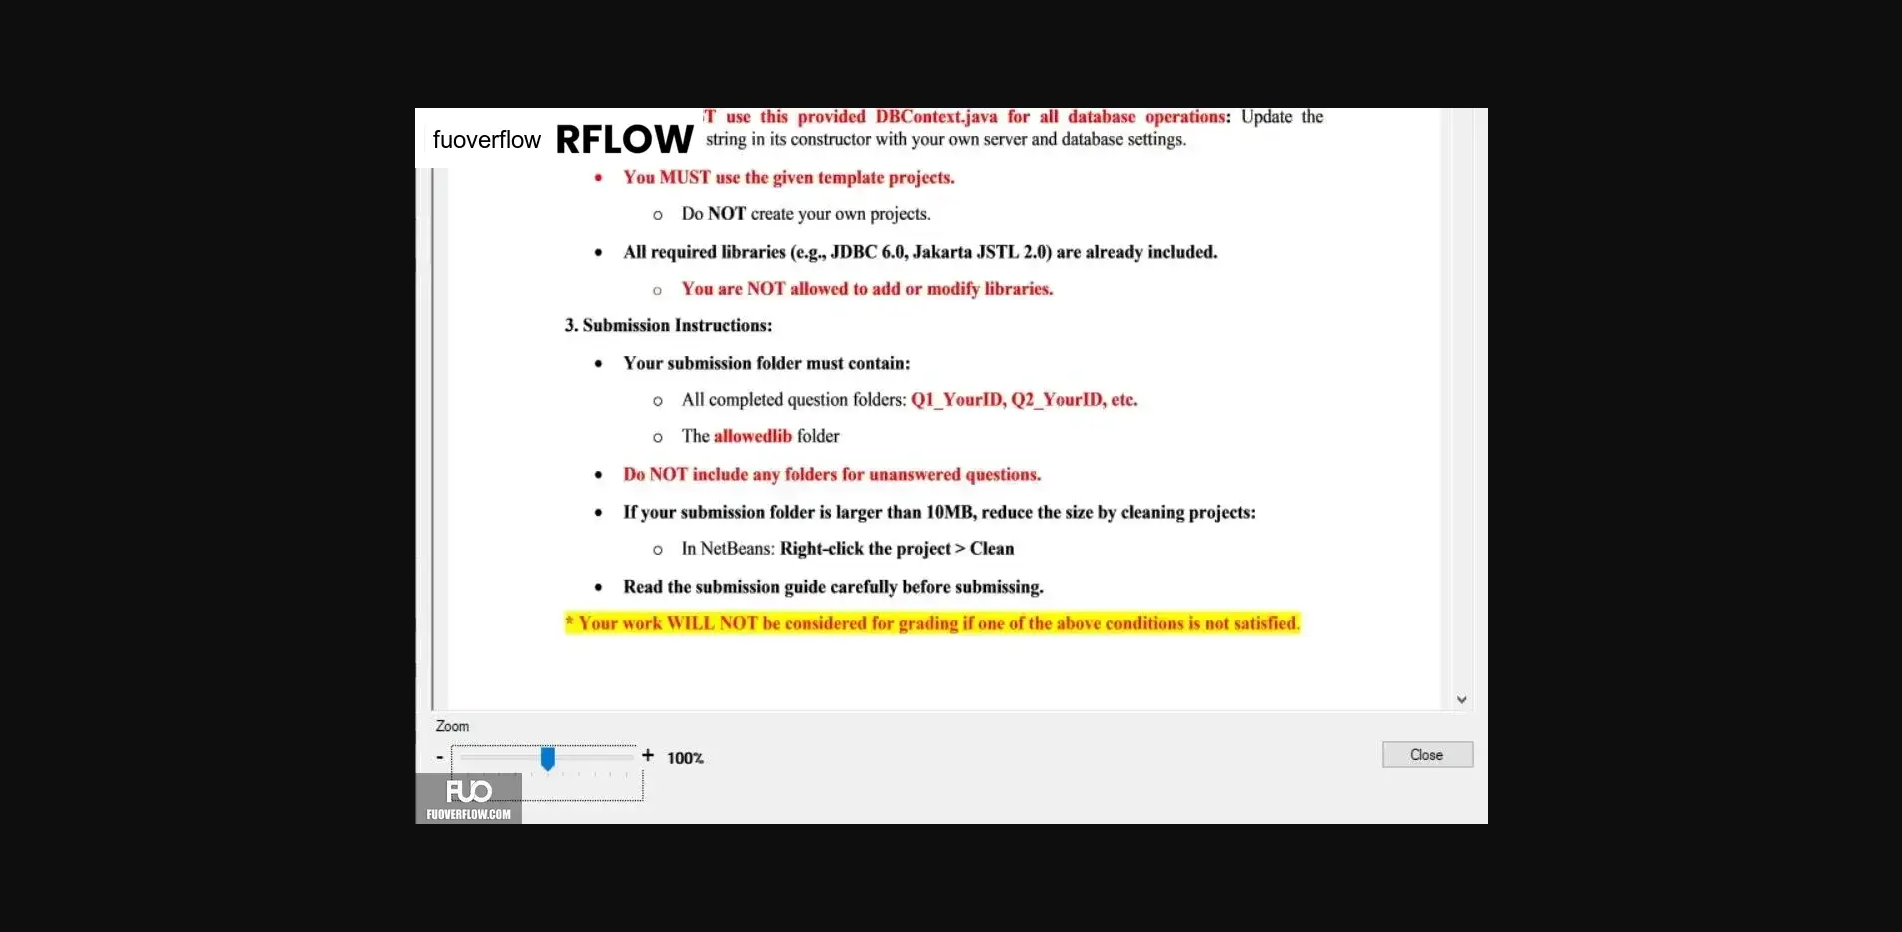 T use this provided DBContext.java for all database operations: Update the
fuoverflow RFLOW string in its constructor with your own server and database settings.
• You MUST use the given template projects.
o Do NOT create your own projects.
• All required libraries (e.g., JDBC 6.0, Jakarta JSTL 2.0) are already included.
o You are NOT allowed to add or modify libraries.
3. Submission Instructions:
• Your submission folder must contain:
o All completed question folders: Q1_YourID, Q2_YourID, etc.
o The allowedlib folder
• Do NOT include any folders for unanswered questions.
• If your submission folder is larger than 10MB, reduce the size by cleaning projects:
o In NetBeans: Right-click the project > Clean
• Read the submission guide carefully before submissing.
* Your work WILL NOT be considered for grading if one of the above conditions is not satisfied.
Zoom
- + 100%
Close
FUO
FUOVERFLOW.COM